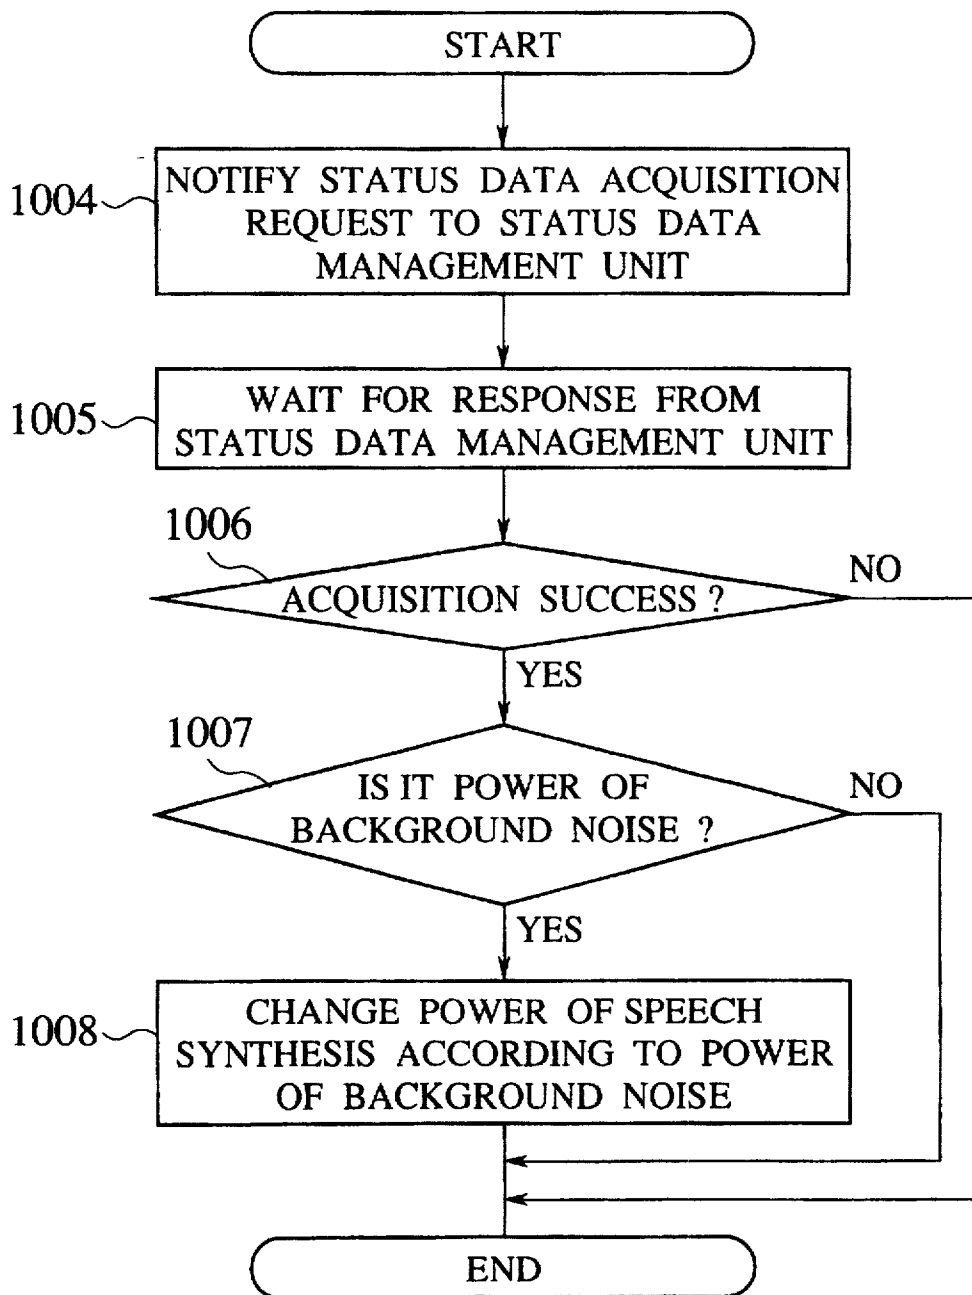 START
1004
NOTIFY STATUS DATA ACQUISITION
REQUEST TO STATUS DATA
MANAGEMENT UNIT
1005
WAIT FOR RESPONSE FROM
STATUS DATA MANAGEMENT UNIT
1006
ACQUISITION SUCCESS ?
NO
YES
1007
IS IT POWER OF
BACKGROUND NOISE ?
NO
YES
1008
CHANGE POWER OF SPEECH
SYNTHESIS ACCORDING TO POWER
OF BACKGROUND NOISE
END